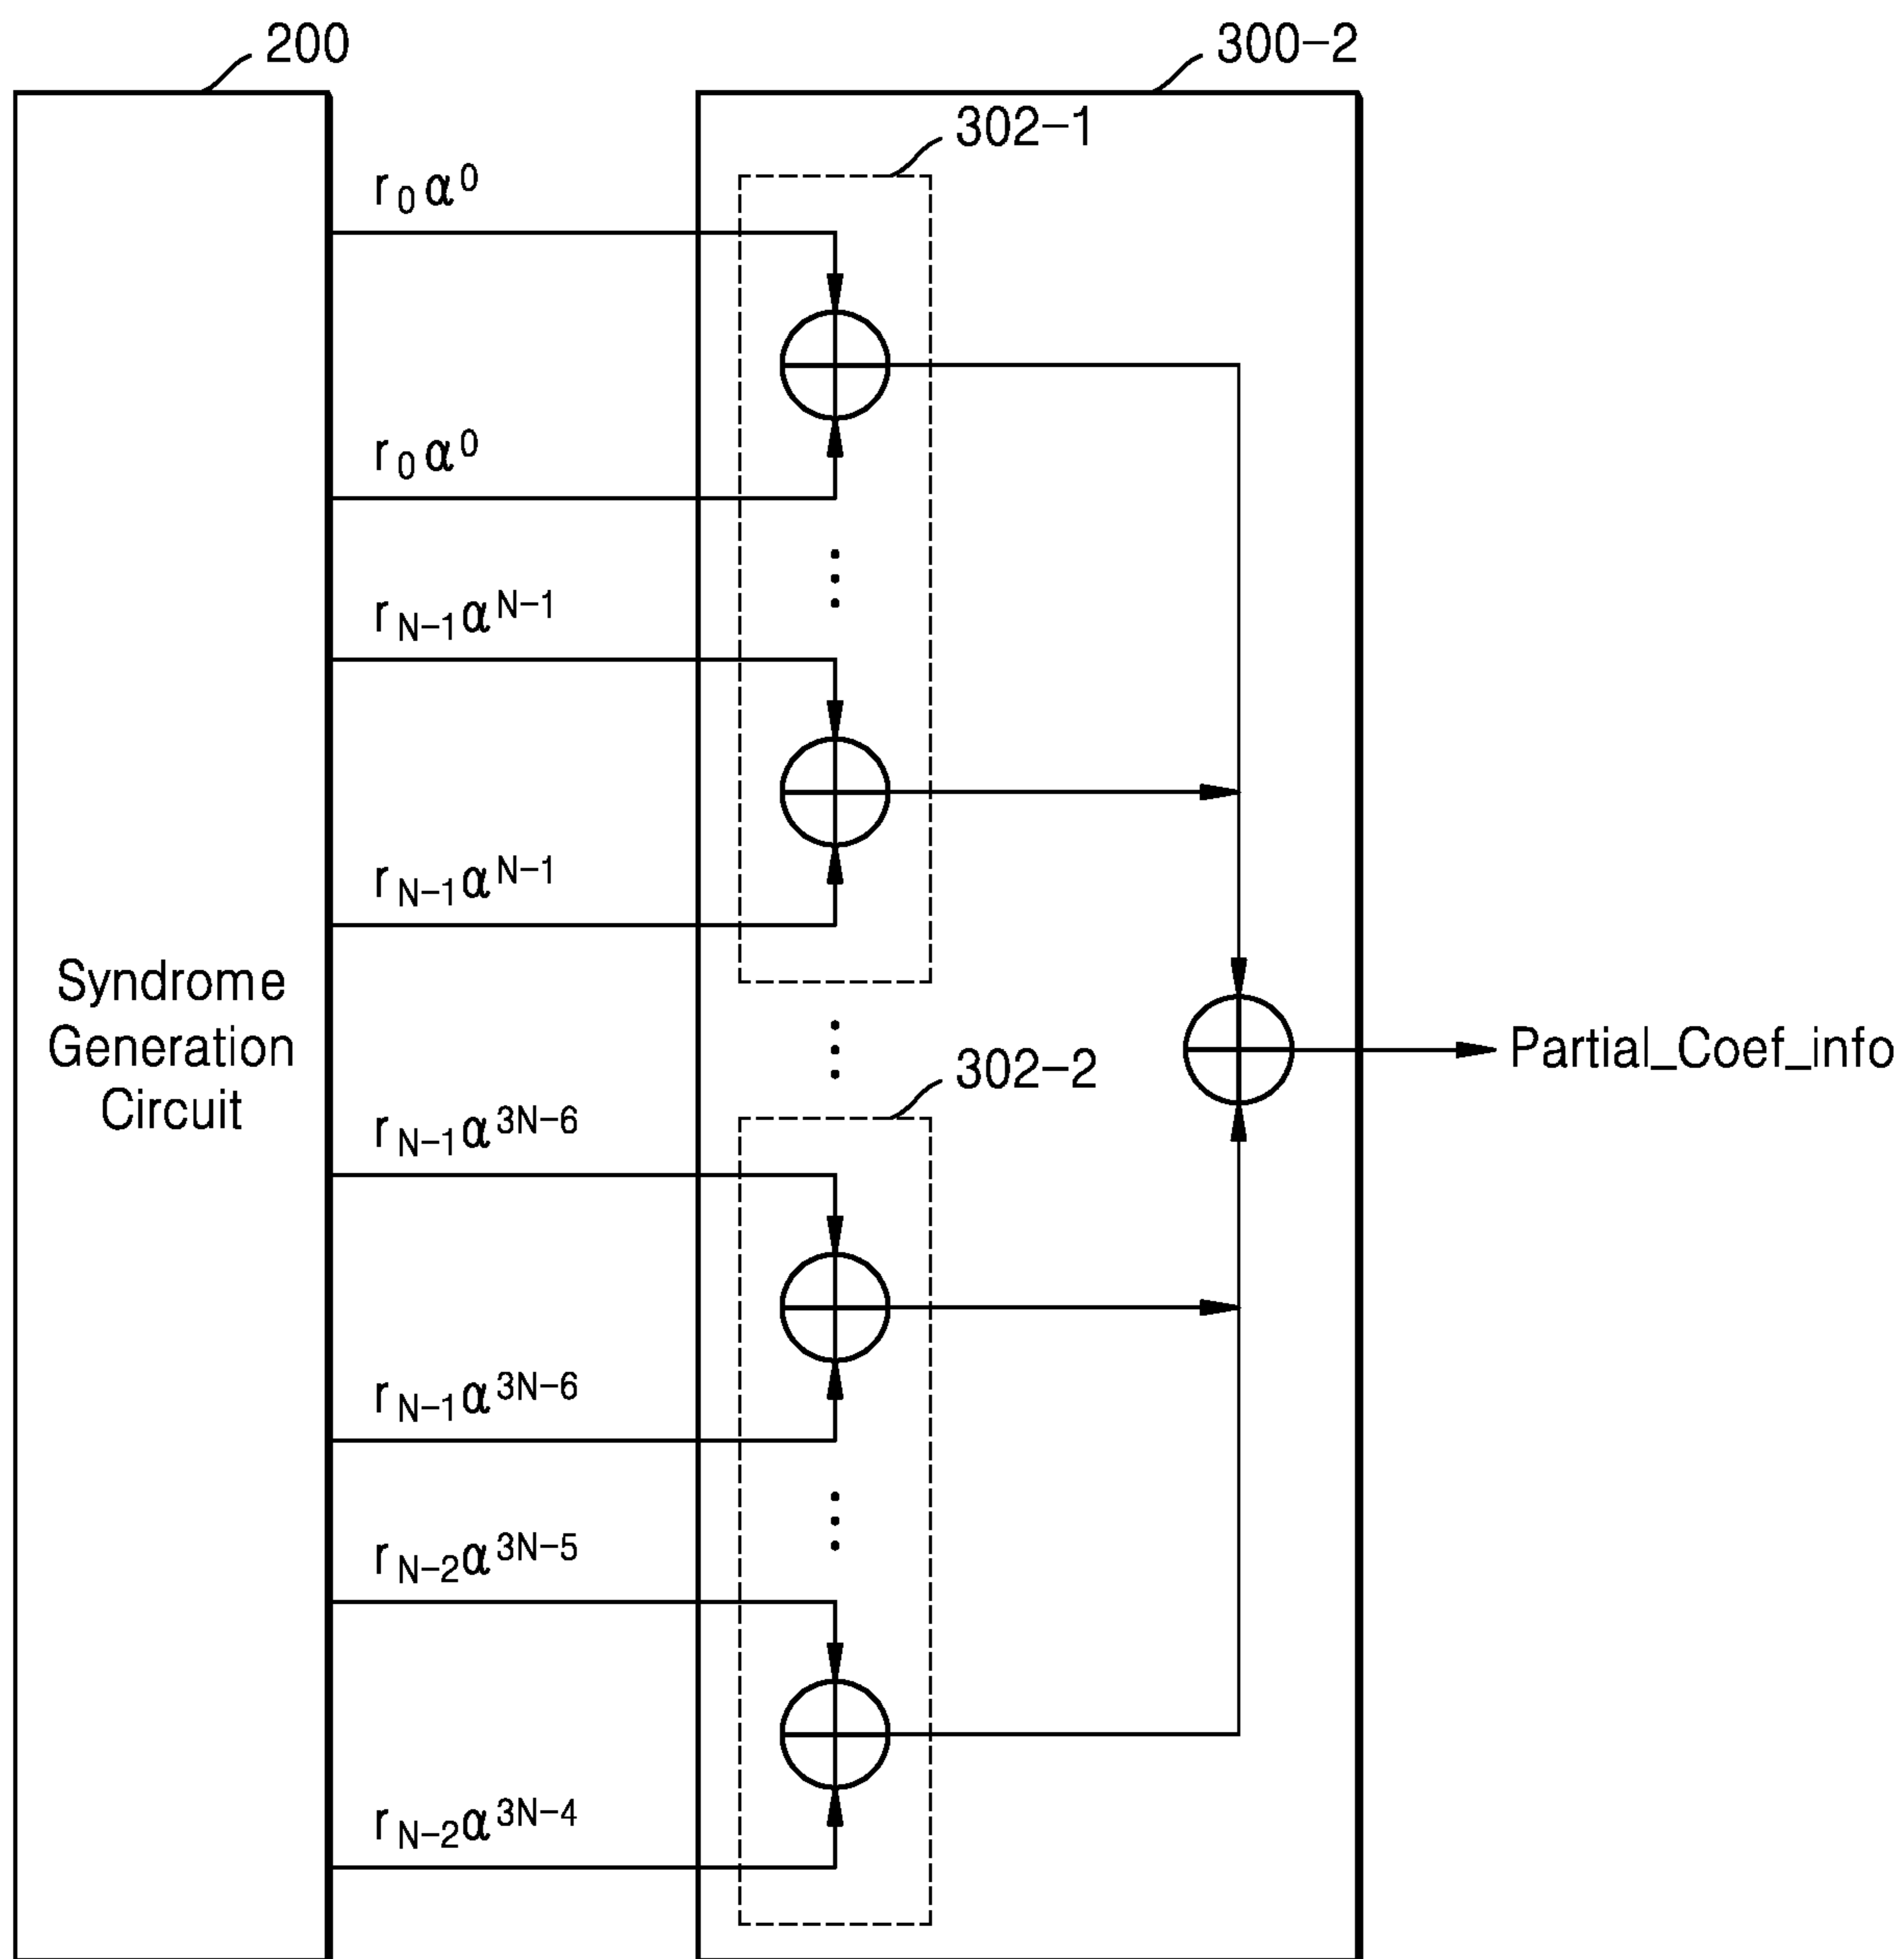 200
300-2
302-1
r₀α⁰
r₀α⁰
rN-1αN-1
rN-1αN-1
Syndrome
Generation
Circuit
302-2
Partial_Coef_info
rN-1α3N-6
rN-1α3N-6
rN-2α3N-5
rN-2α3N-4